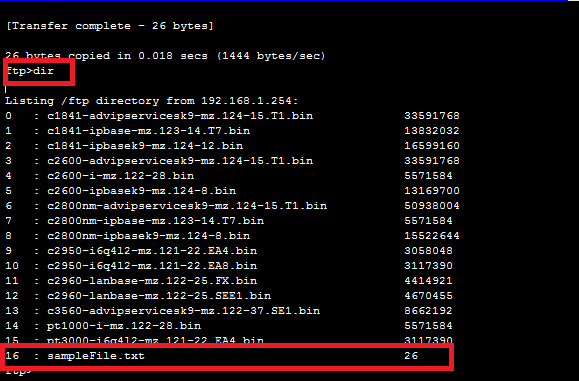 [Transfer complete - 26 bytes]
26 bytes copied in 0.018 secs (1444 bytes/sec)
ftp>dir
Listing /ftp directory from 192.168.1.254:
0 : c1841-advipservicesk9-mz.124-15.T1.bin 33591768
1 : c1841-ipbase-mz.123-14.T7.bin 13832032
2 : c1841-ipbasek9-mz.124-12.bin 16599160
3 : c2600-advipservicesk9-mz.124-15.T1.bin 33591768
4 : c2600-i-mz.122-28.bin 5571584
5 : c2600-ipbasek9-mz.124-8.bin 13169700
6 : c2800nm-advipservicesk9-mz.124-15.T1.bin 50938004
7 : c2800nm-ipbase-mz.123-14.T7.bin 5571584
8 : c2800nm-ipbasek9-mz.124-8.bin 15522644
9 : c2950-i6q4l2-mz.121-22.EA4.bin 3058048
10 : c2950-i6q4l2-mz.121-22.EA8.bin 3117390
11 : c2960-lanbase-mz.122-25.FX.bin 4414921
12 : c2960-lanbase-mz.122-25.SEE1.bin 4670455
13 : c3560-advipservicesk9-mz.122-37.SE1.bin 8662192
14 : pt1000-i-mz.122-28.bin 5571584
15 : pt3000-i6q4l2-mz.121-22.EA4.bin 3117390
16 : sampleFile.txt 26
ftp>